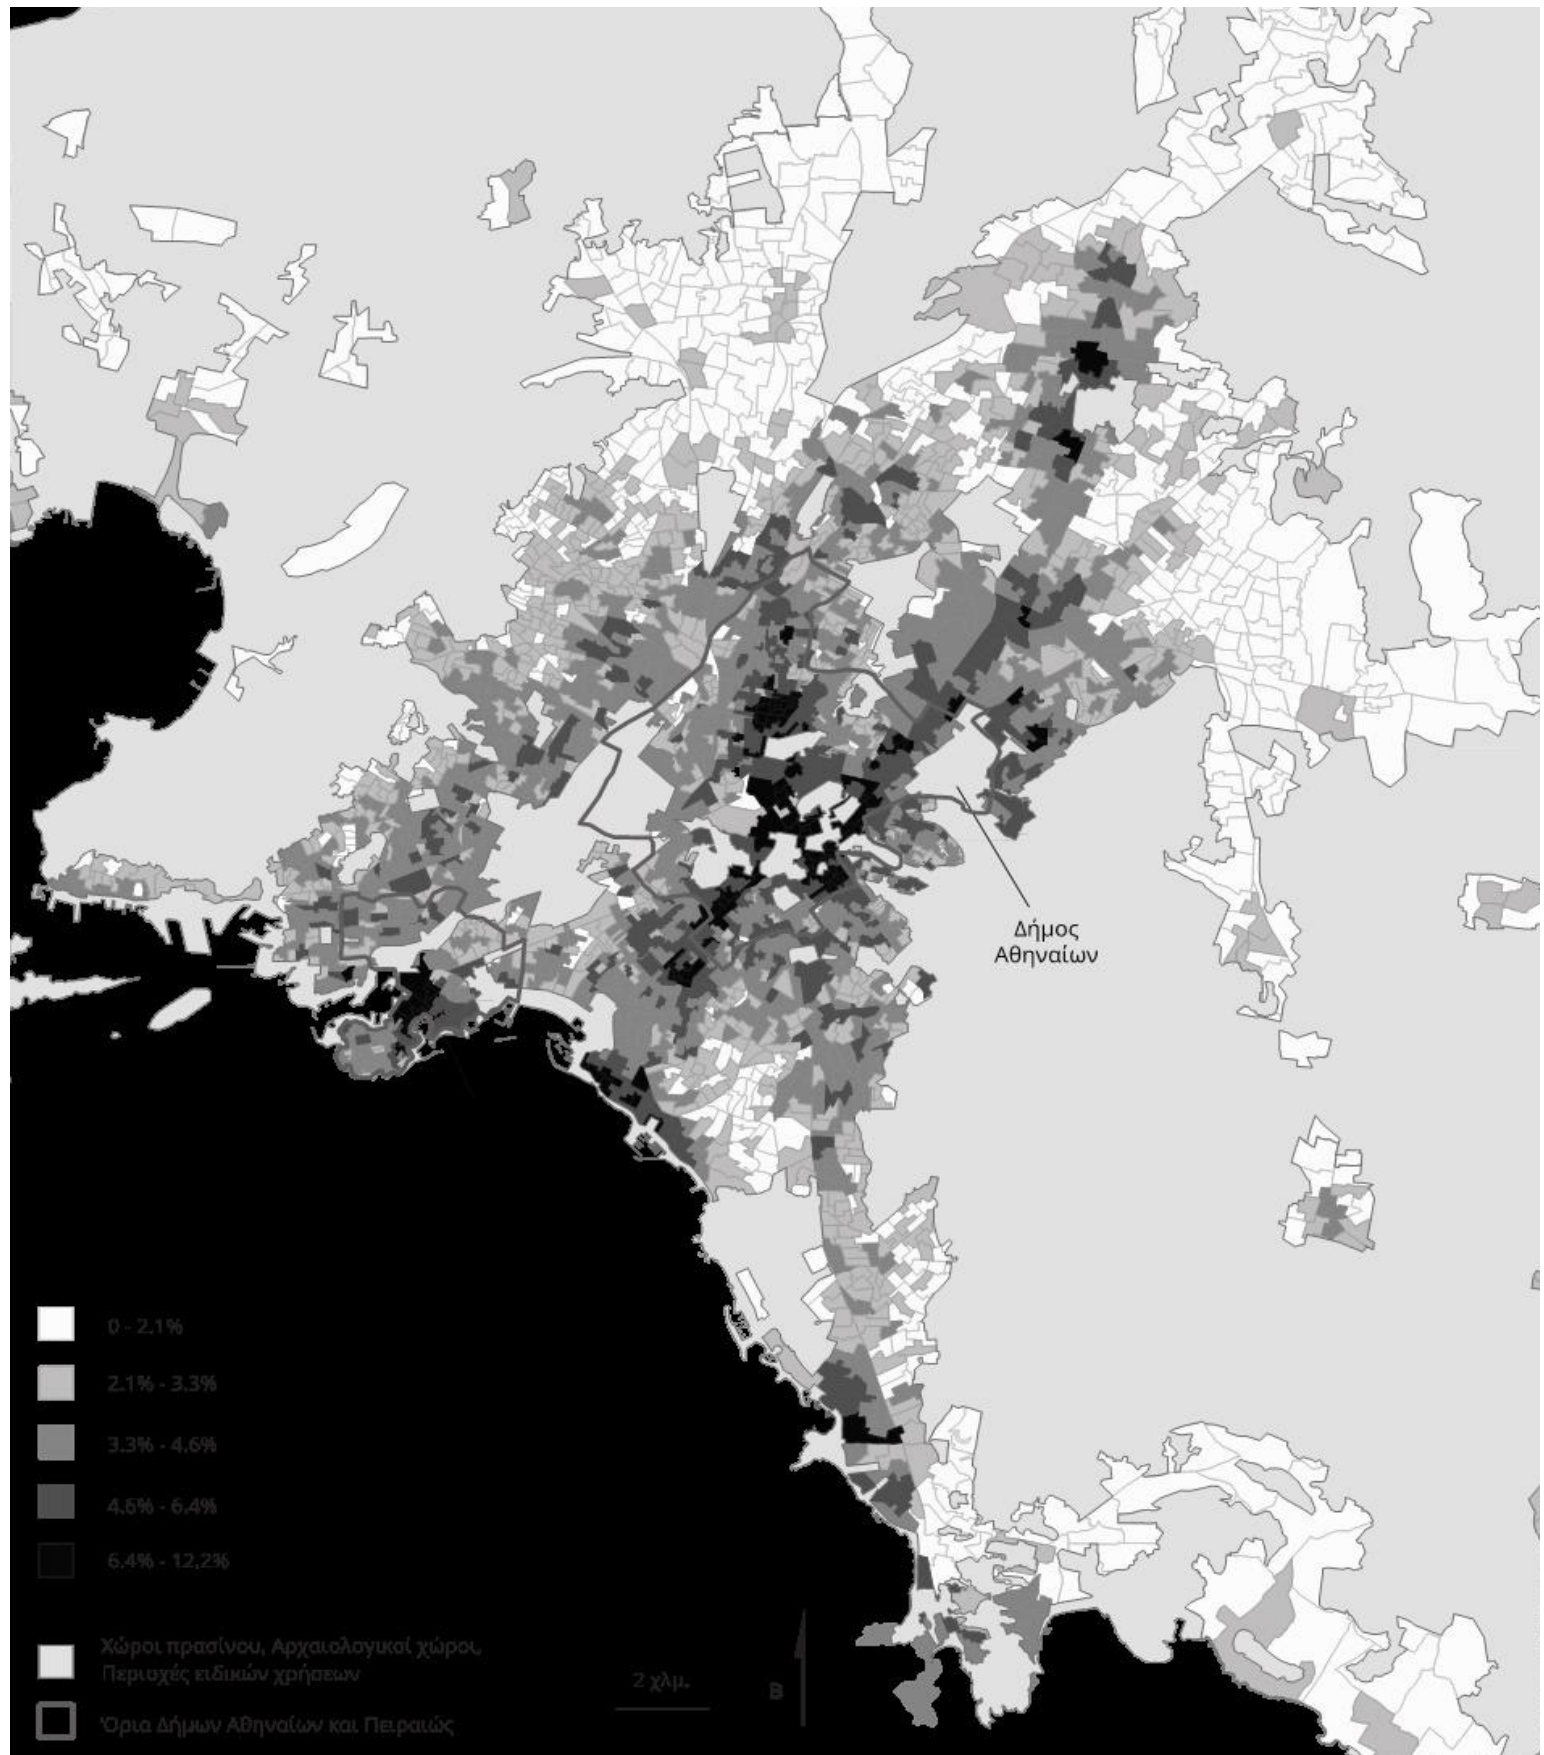 Δήμος
Αθηναίων
0 - 2,1%
2.1% - 3.3%
3.3% - 4.6%
4.6% - 6.4%
6.4% - 12,2%
Χώροι πρασίνου, Αρχαιολογικοί χώροι,
Περιοχές ειδικών χρήσεων
Όρια Δήμων Αθηναίων και Πειραιώς
2 χλμ.
B